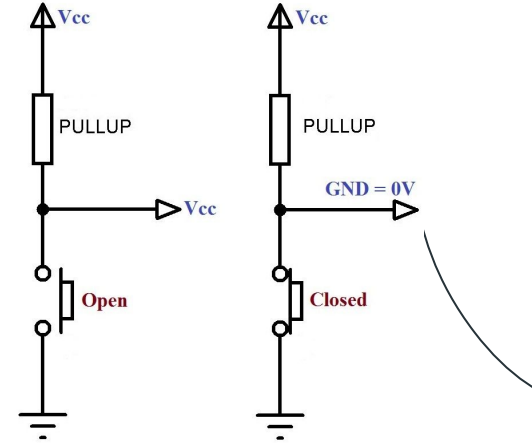 Vcc
PULLUP
Vcc
Open
Vcc
PULLUP
GND = 0V
Closed